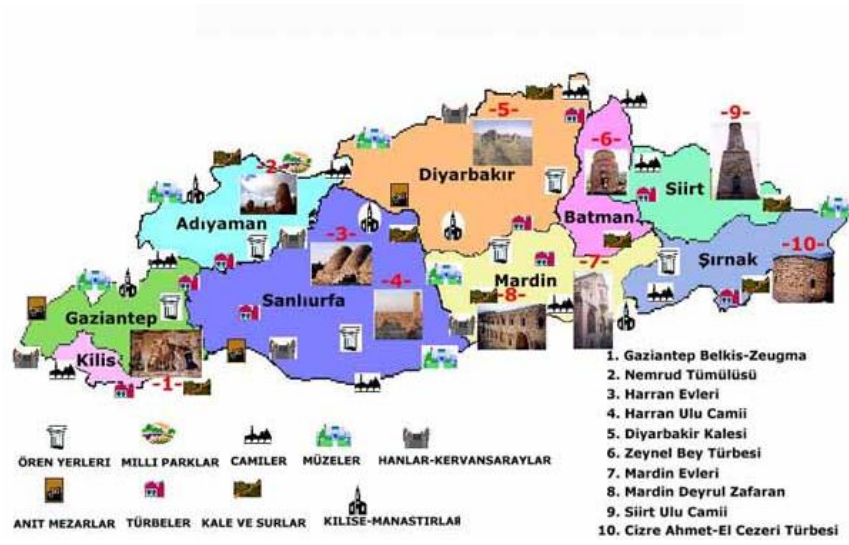 -5-
-9-
-2-
-6-
Diyarbakır
Siirt
Adıyaman
Batman
-3-
-10-
Şırnak
-7-
Mardin
-4-
Sanlıurfa
-8-
Gaziantep
Kilis
-1-
1. Gaziantep Belkis-Zeugma
2. Nemrud Tümülüsü
3. Harran Evleri
4. Harran Ulu Camii
5. Diyarbakir Kalesi
6. Zeynel Bey Türbesi
7. Mardin Evleri
8. Mardin Deyrul Zafaran
9. Siirt Ulu Camii
10. Cizre Ahmet-El Cezeri Türbesi
ÖREN YERLERI MILLI PARKLAR CAMILER MÜZELER HANLAR-KERVANSARAYLAR
ANIT MEZARLAR TÜRBELER KALE VE SURLAR KILISE-MANASTIRLAR